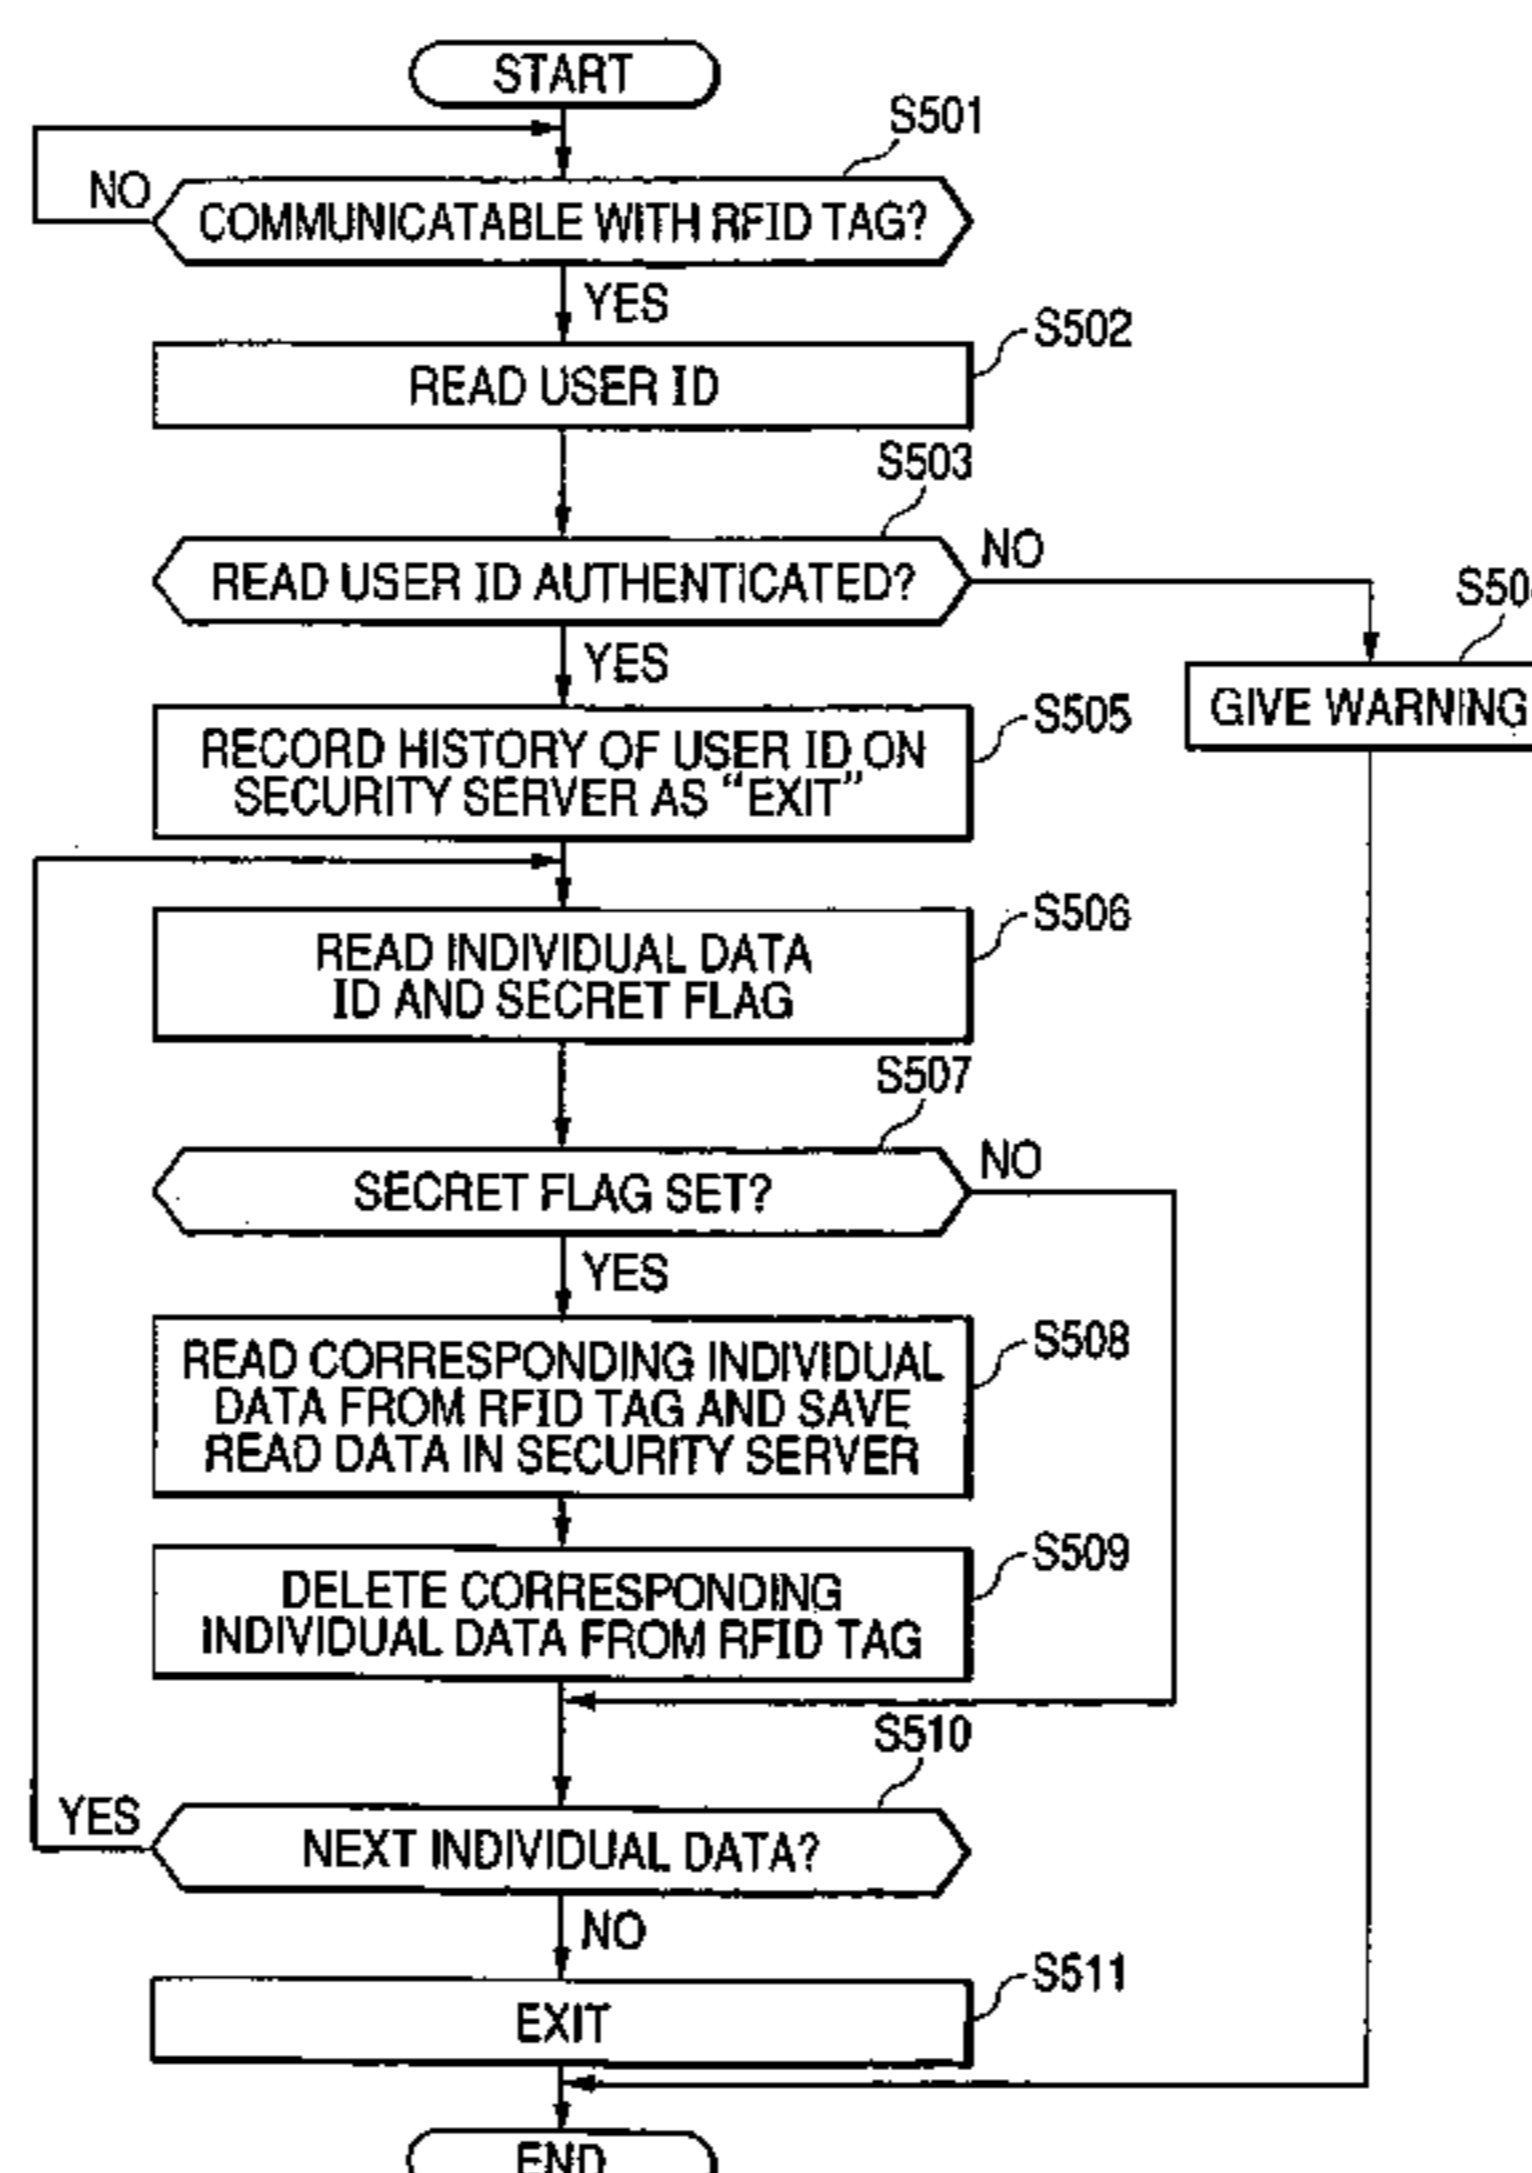 START
S501
NO
COMMUNICATABLE WITH RFID TAG?
YES
S502
READ USER ID
S503
READ USER ID AUTHENTICATED?
NO
YES
GIVE WARNING
S505
RECORD HISTORY OF USER ID ON
SECURITY SERVER AS “EXIT”
S506
READ INDIVIDUAL DATA
ID AND SECRET FLAG
S507
SECRET FLAG SET?
NO
YES
S508
READ CORRESPONDING INDIVIDUAL
DATA FROM RFID TAG AND SAVE
READ DATA IN SECURITY SERVER
S509
DELETE CORRESPONDING
INDIVIDUAL DATA FROM RFID TAG
S510
YES
NEXT INDIVIDUAL DATA?
NO
S511
EXIT
END